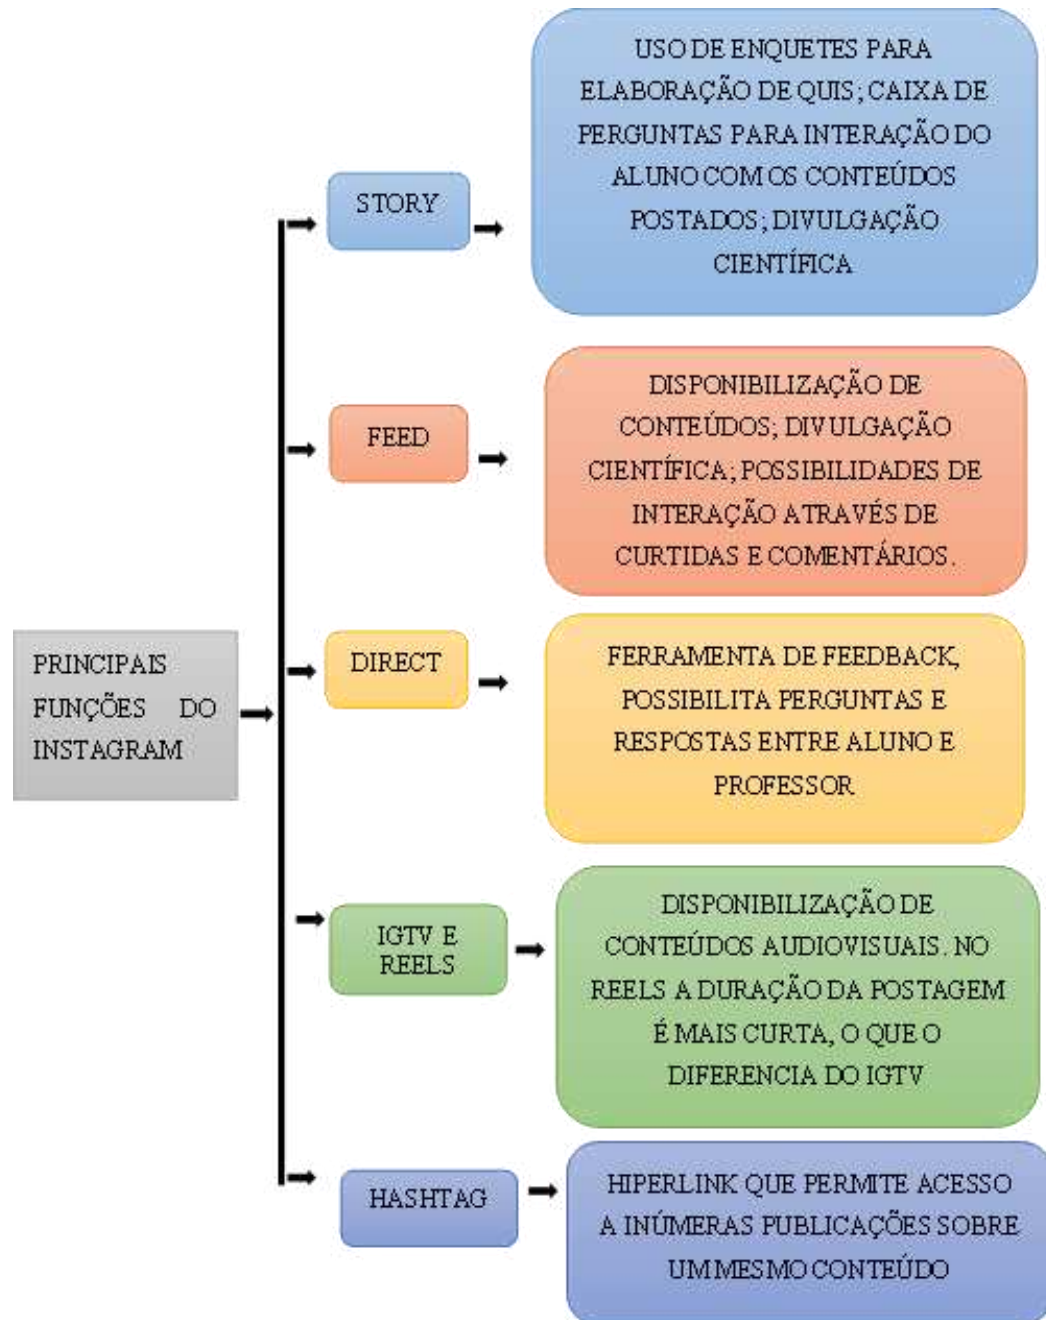 PRINCIPAIS
FUNÇÕES DO
INSTAGRAM
STORY
USO DE ENQUETES PARA
ELABORAÇÃO DE QUIS; CAIXA DE
PERGUNTAS PARA INTERAÇÃO DO
ALUNO COM OS CONTEÚDOS
POSTADOS; DIVULGAÇÃO
CIENTÍFICA
FEED
DISPONIBILIZAÇÃO DE
CONTEÚDOS; DIVULGAÇÃO
CIENTÍFICA; POSSIBILIDADES DE
INTERAÇÃO ATRAVÉS DE
CURTIDAS E COMENTÁRIOS.
DIRECT
FERRAMENTA DE FEEDBACK,
POSSIBILITA PERGUNTAS E
RESPOSTAS ENTRE ALUNO E
PROFESSOR
IGTV E
REELS
DISPONIBILIZAÇÃO DE
CONTEÚDOS AUDIOVISUAIS. NO
REELS A DURAÇÃO DA POSTAGEM
É MAIS CURTA, O QUE O
DIFERENCIA DO IGTV
HASHTAG
HIPERLINK QUE PERMITE ACESSO
A INÚMERAS PUBLICAÇÕES SOBRE
UM MESMO CONTEÚDO